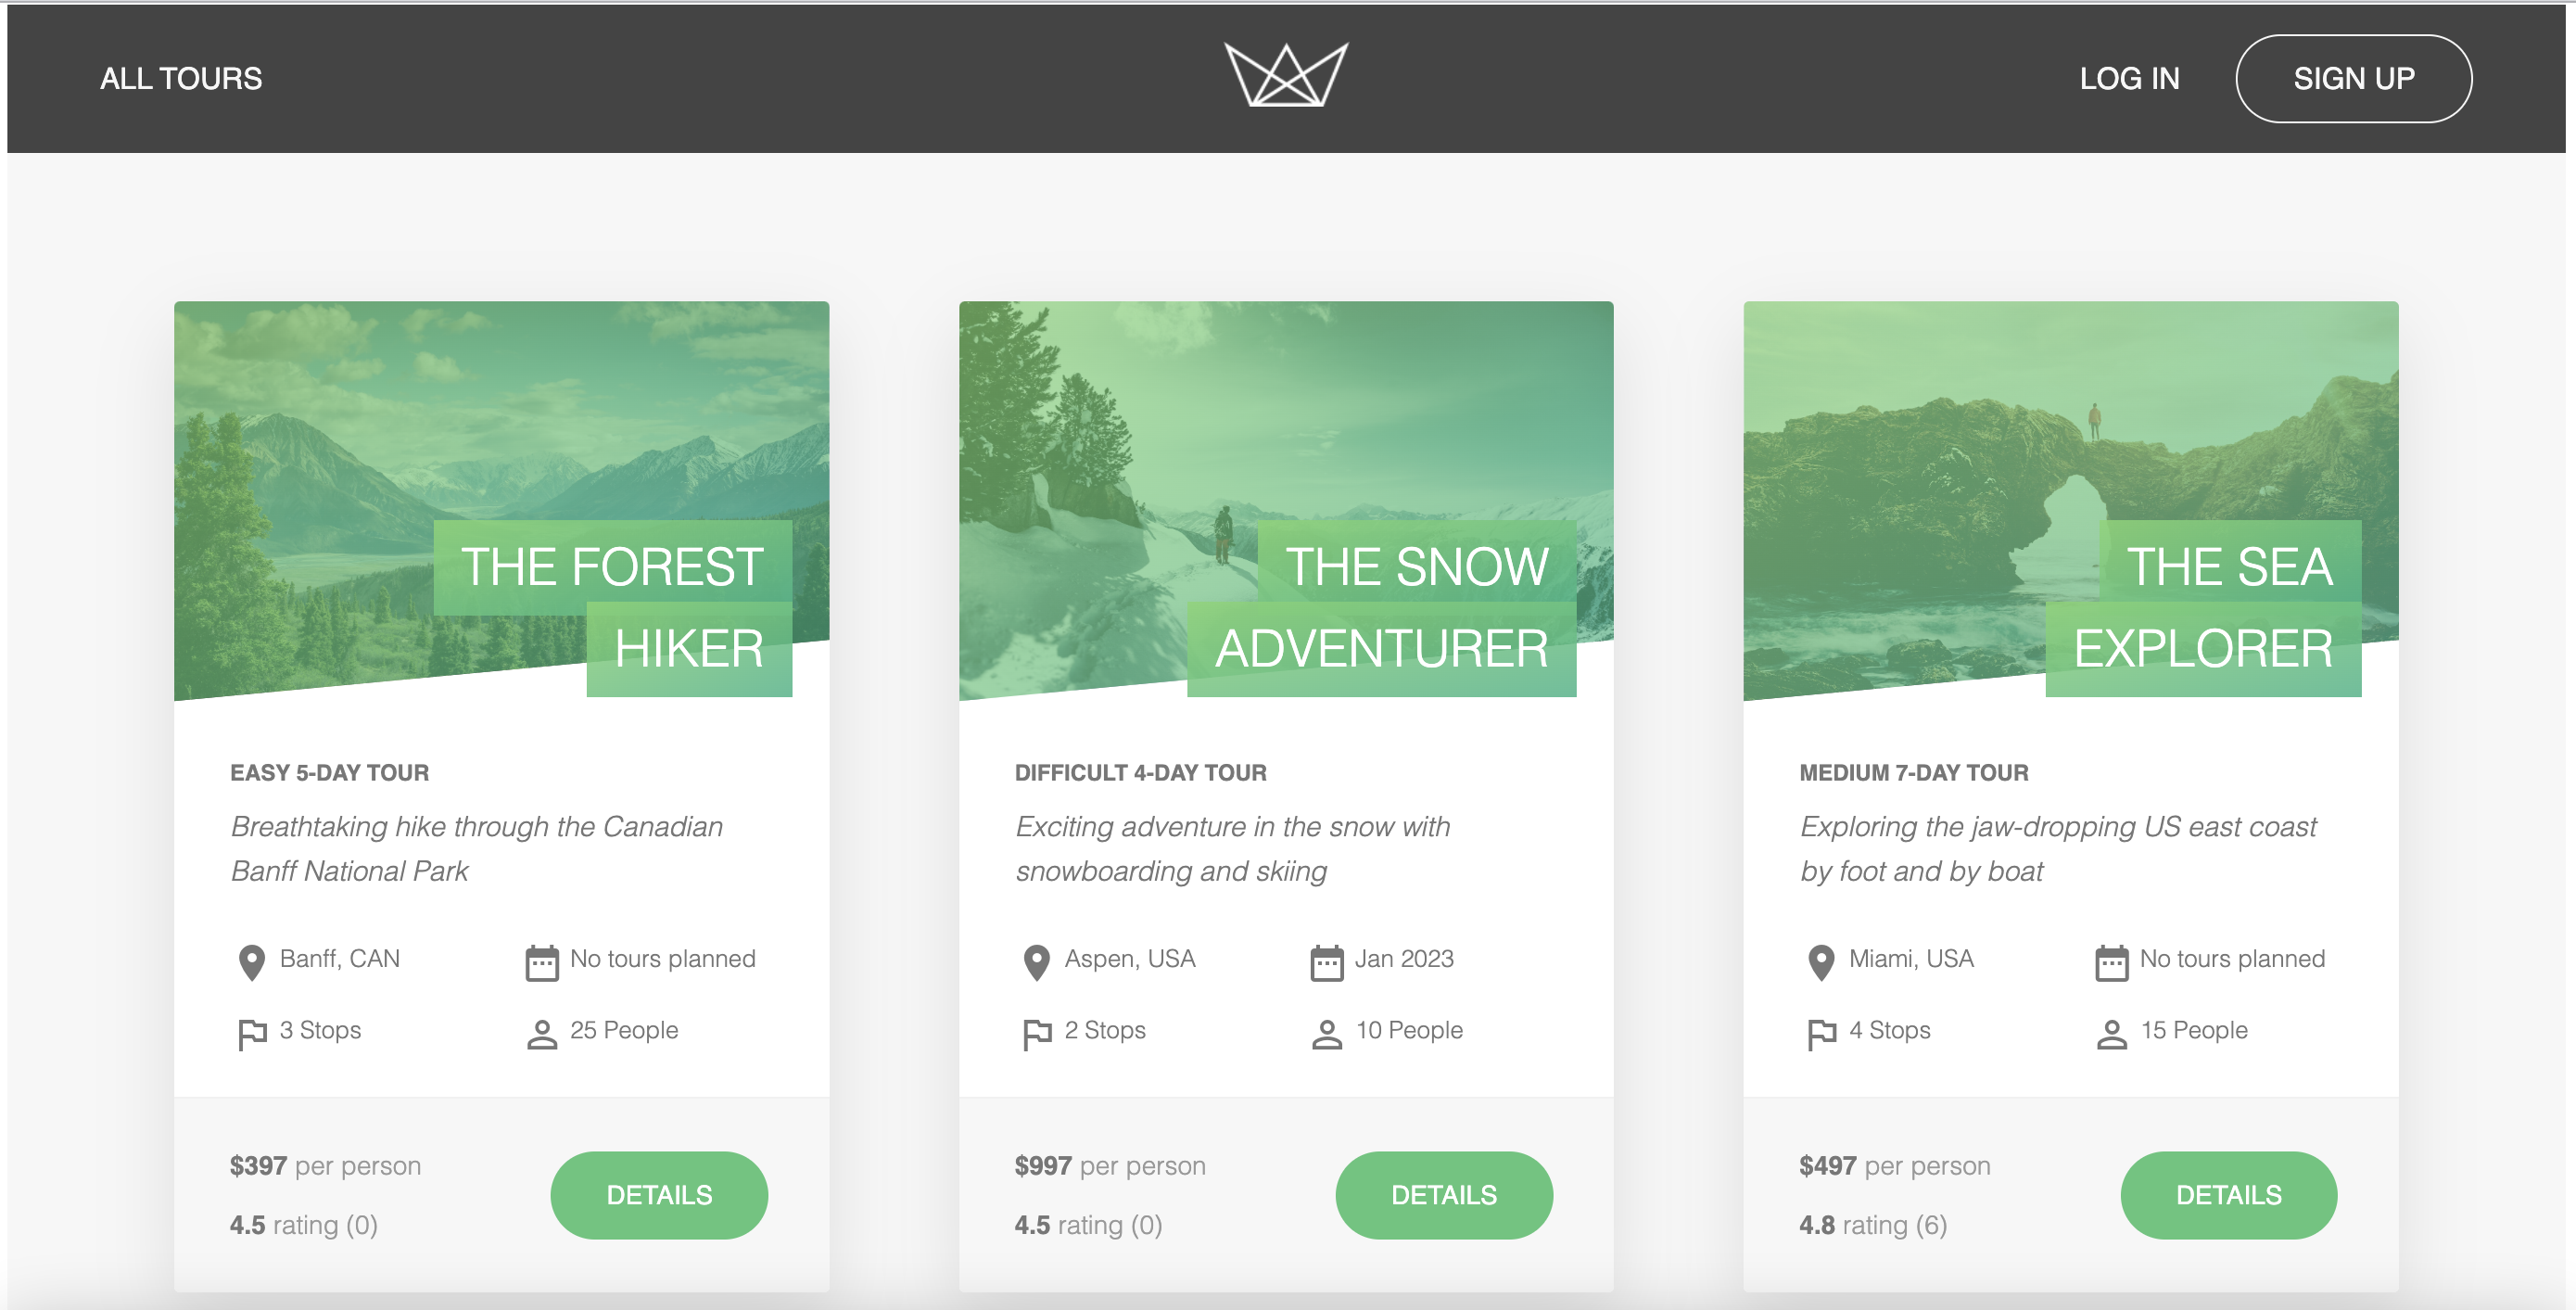 ALL TOURS
LOG IN
SIGN UP
THE FOREST
HIKER
EASY 5-DAY TOUR
Breathtaking hike through the Canadian
Banff National Park
Banff, CAN
No tours planned
3 Stops
25 People
$397 per person
4.5 rating (0)
DETAILS
THE SNOW
ADVENTURER
DIFFICULT 4-DAY TOUR
Exciting adventure in the snow with
snowboarding and skiing
Aspen, USA
Jan 2023
2 Stops
10 People
$997 per person
4.5 rating (0)
DETAILS
THE SEA
EXPLORER
MEDIUM 7-DAY TOUR
Exploring the jaw-dropping US east coast
by foot and by boat
Miami, USA
No tours planned
4 Stops
15 People
$497 per person
4.8 rating (6)
DETAILS